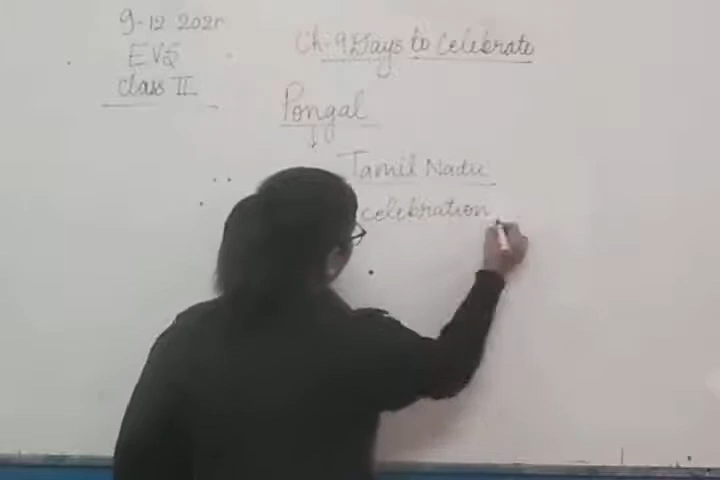 9-12 2020
EVS
Class II
Ch-9 Days to Celebrate
Pongal
Tamil Nadu
celebration